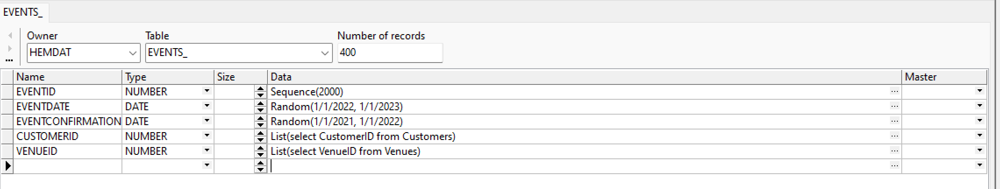 EVENTS_
Owner Table Number of records
HEMDAT EVENTS_ 400
...
Name Type Size Data Master
EVENTID NUMBER Sequence(2000) ...
EVENTDATE DATE Random(1/1/2022, 1/1/2023) ...
EVENTCONFIRMATION DATE Random(1/1/2021, 1/1/2022) ...
CUSTOMERID NUMBER List(select CustomerID from Customers) ...
VENUEID NUMBER List(select VenueID from Venues) ...
...